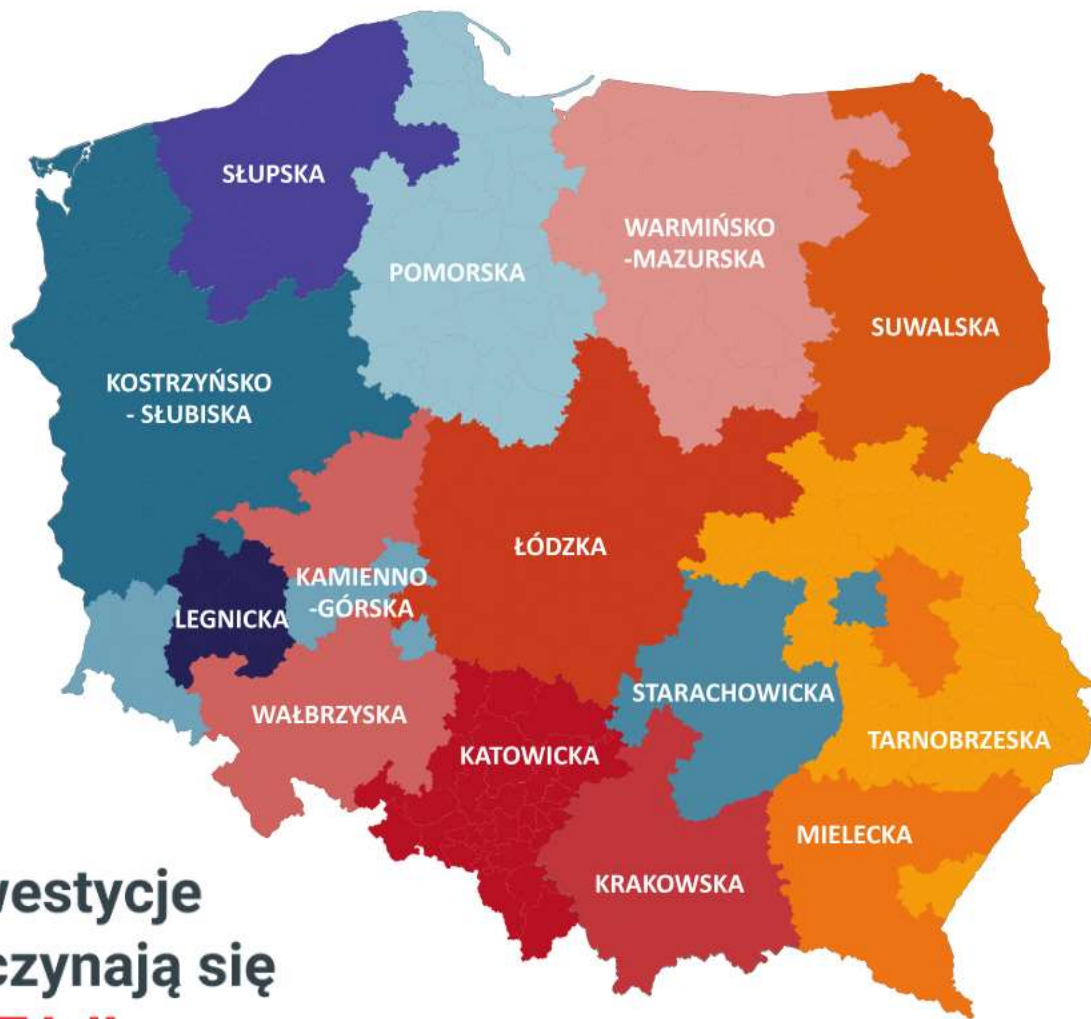 SŁUPSKA
POMORSKA
WARMIŃSKO
-MAZURSKA
SUWALSKA
KOSTRZYŃSKO
- SŁUBISKA
ŁÓDZKA
KAMIENNO
-GÓRSKA
LEGNICKA
WAŁBRZYSKA
STARACHOWICKA
KATOWICKA
TARNOBRZESKA
MIELECKA
KRAKOWSKA
westycje
czynają się